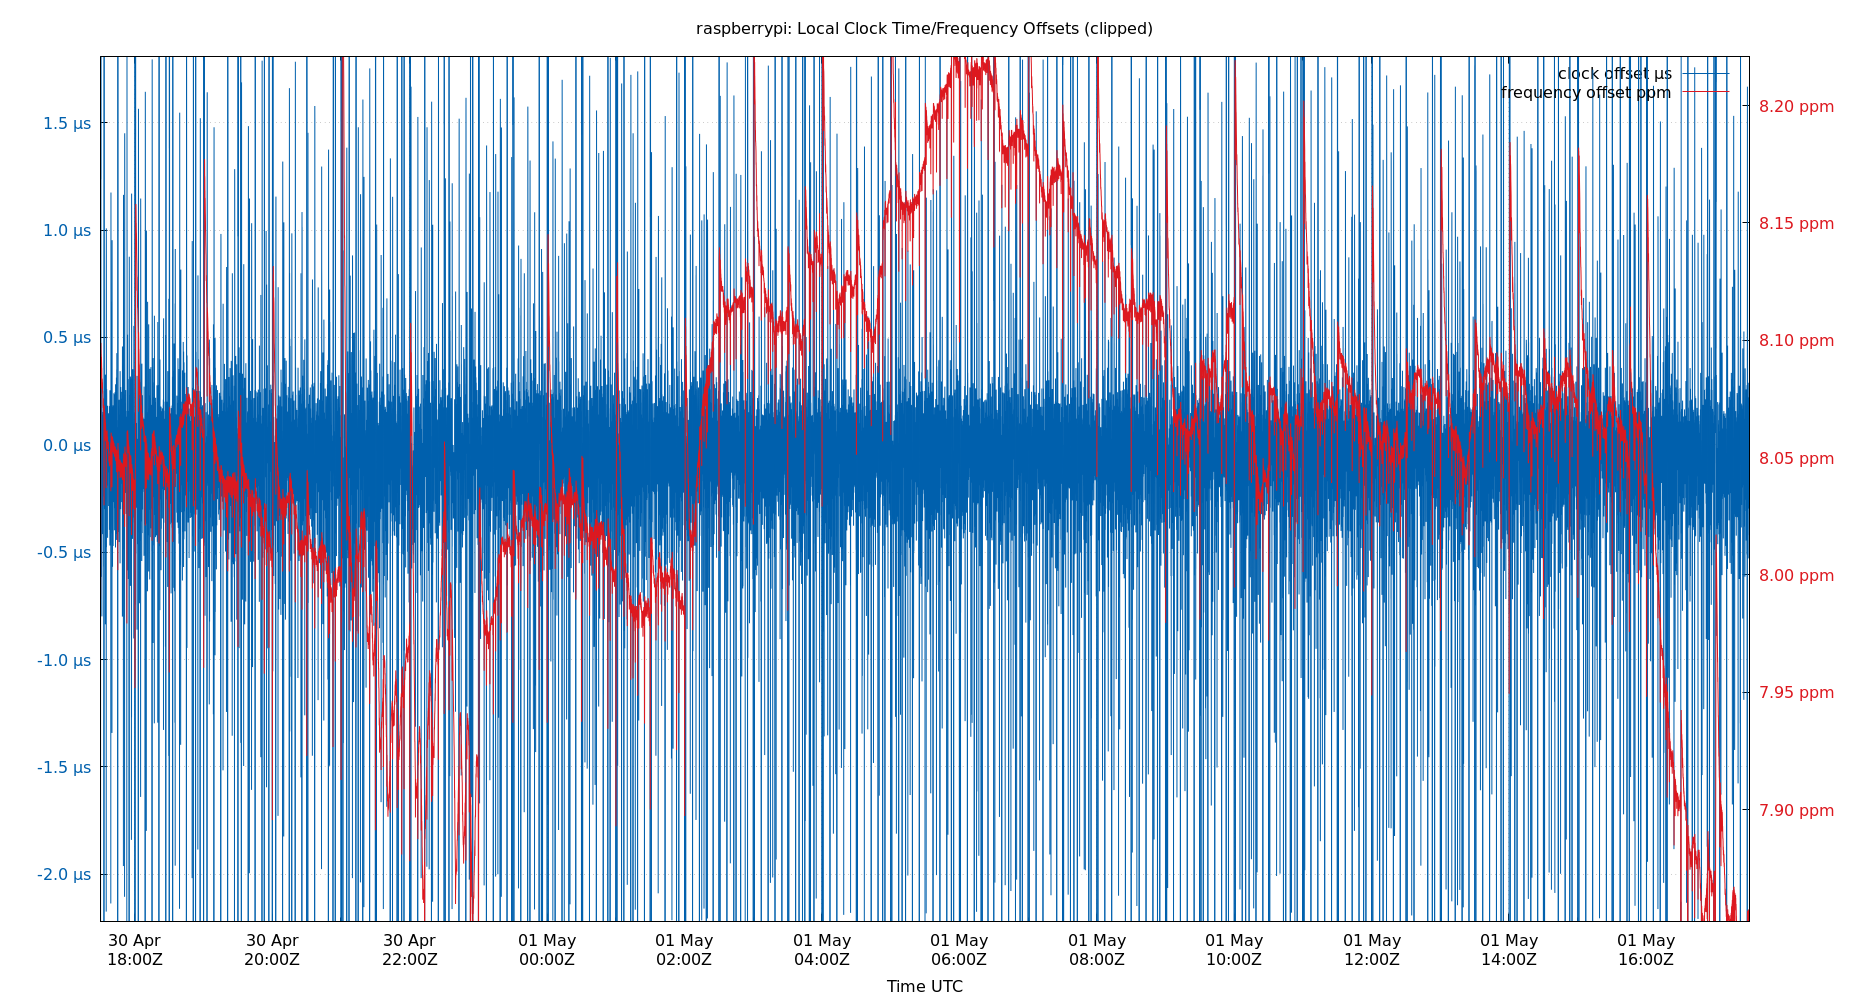 raspberrypi: Local Clock Time/Frequency Offsets (clipped)
clock offset µs
frequency offset ppm
1.5 µs
1.0 µs
0.5 µs
0.0 µs
-0.5 µs
-1.0 µs
-1.5 µs
-2.0 µs
8.20 ppm
8.15 ppm
8.10 ppm
8.05 ppm
8.00 ppm
7.95 ppm
7.90 ppm
30 Apr
18:00Z
30 Apr
20:00Z
30 Apr
22:00Z
01 May
00:00Z
01 May
02:00Z
01 May
04:00Z
01 May
06:00Z
01 May
08:00Z
01 May
10:00Z
01 May
12:00Z
01 May
14:00Z
01 May
16:00Z
Time UTC